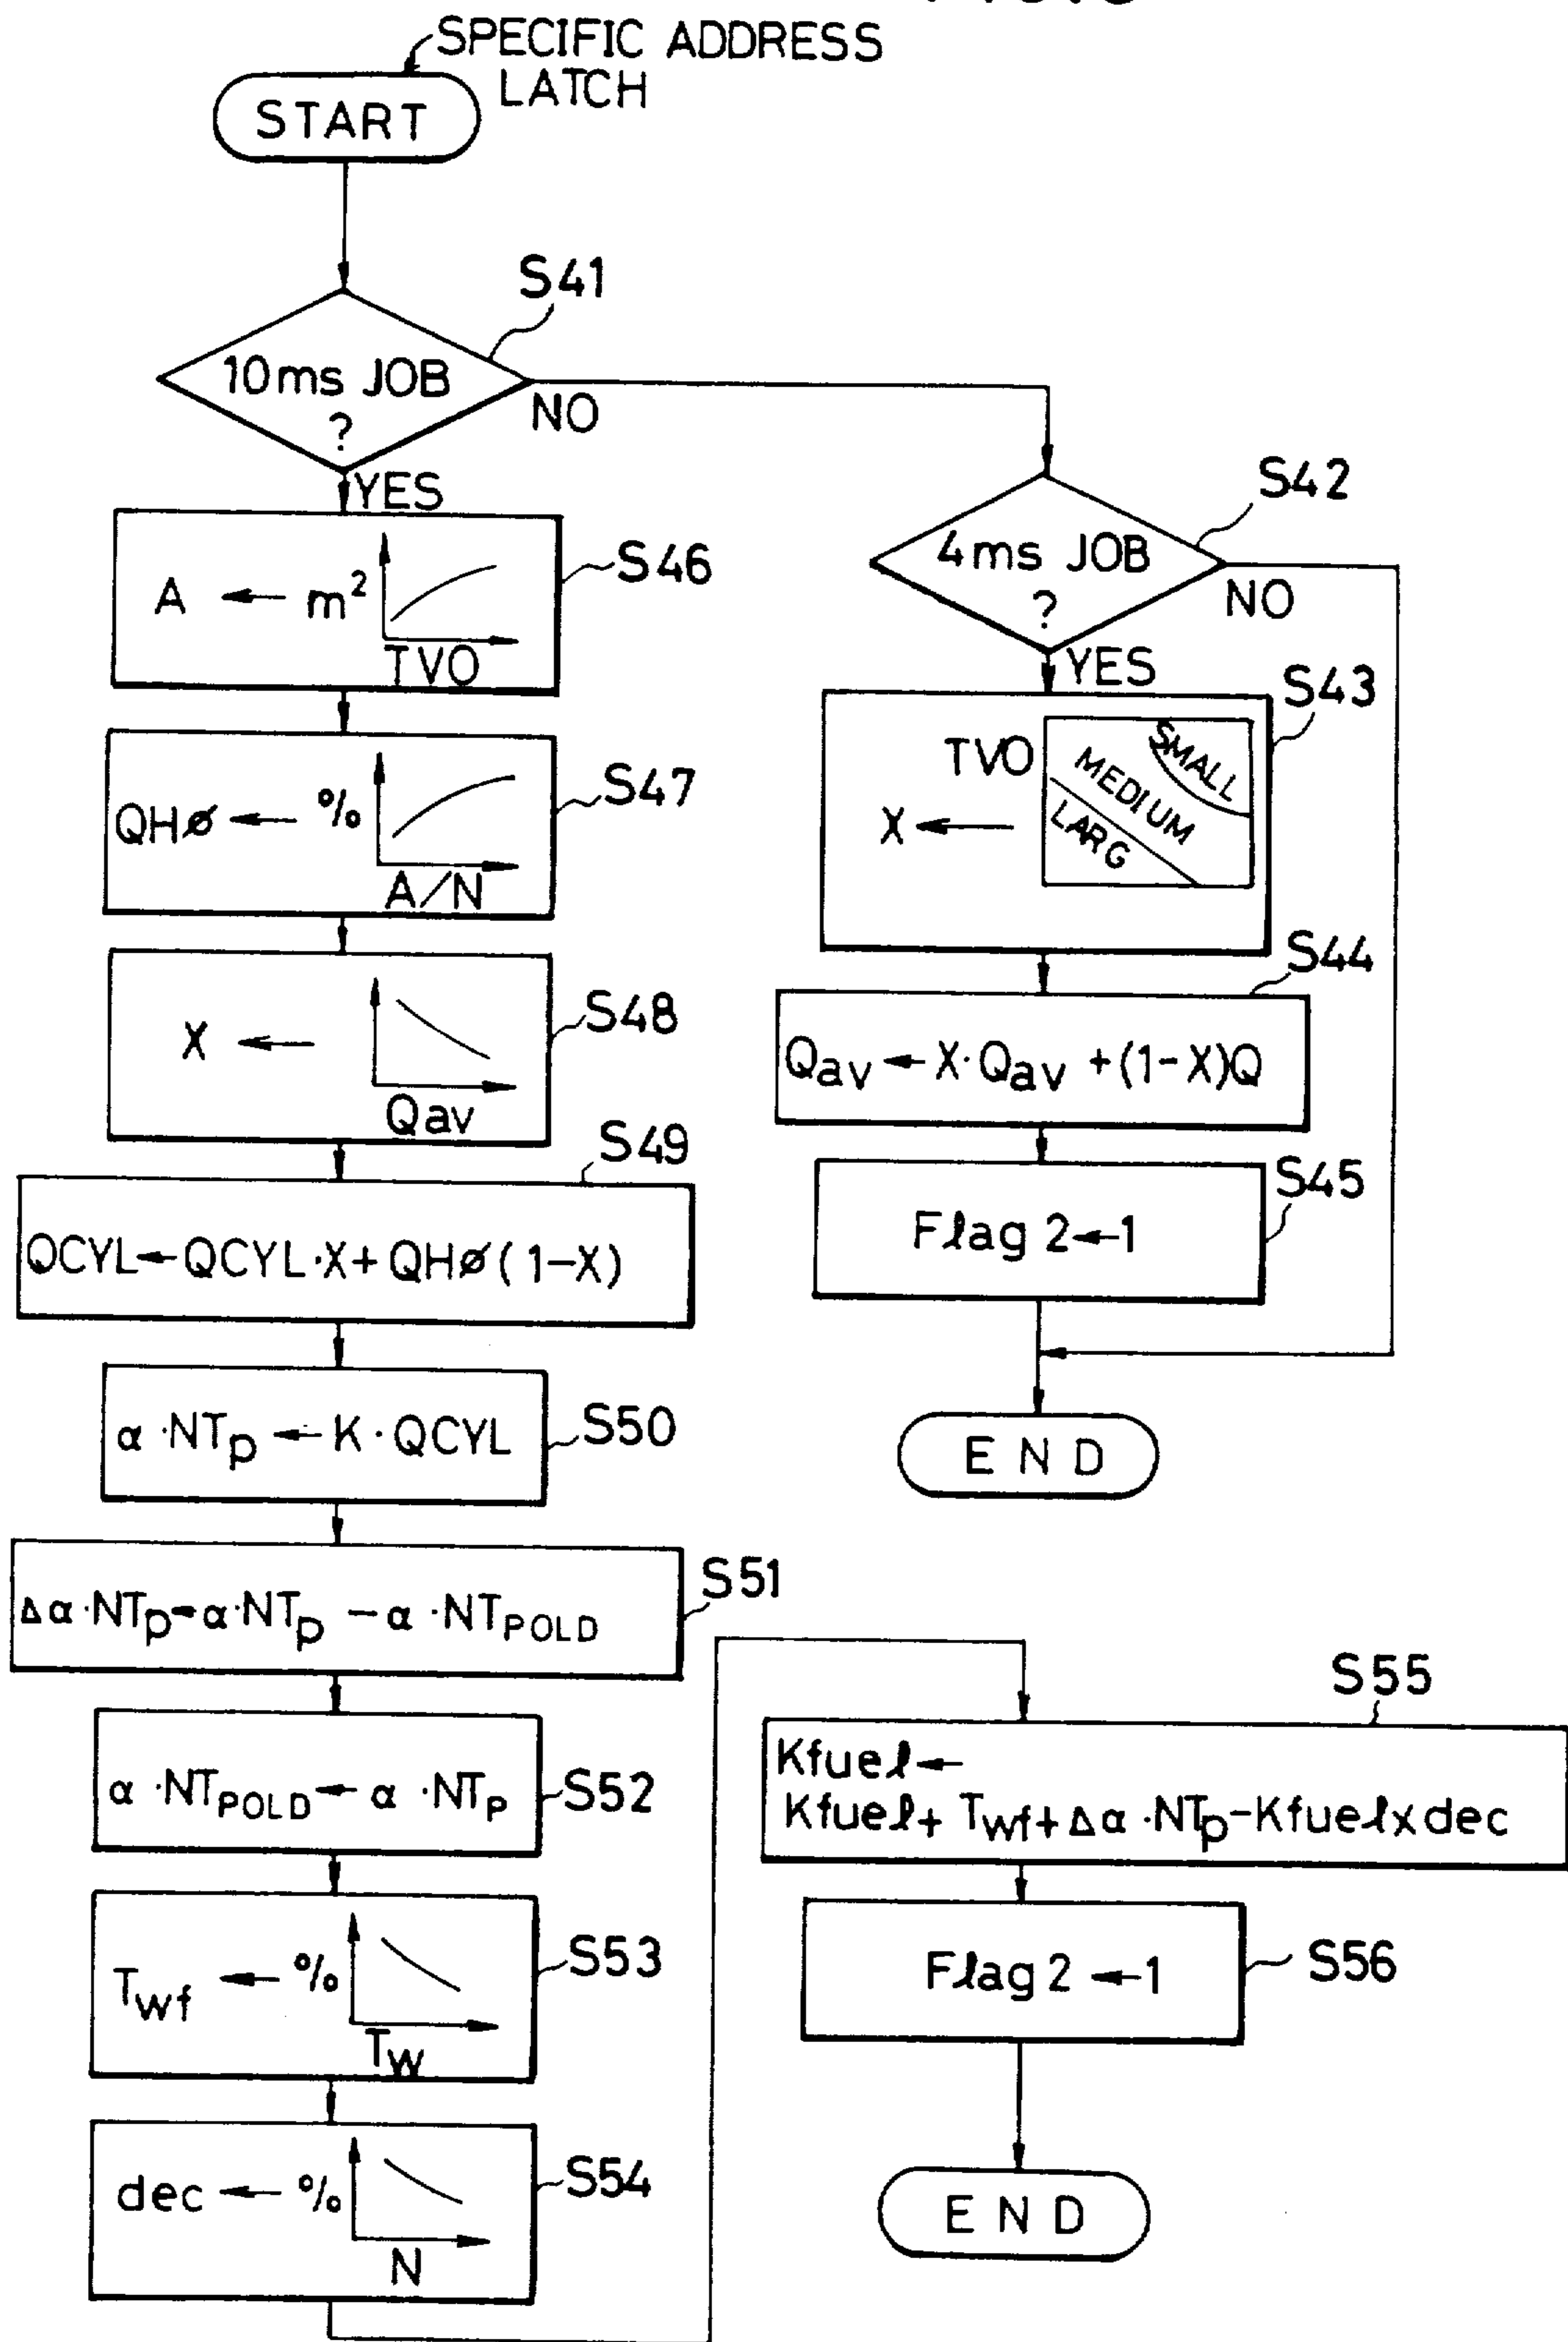 SPECIFIC ADDRESS
LATCH
START
S41
10ms JOB
?
NO
YES
S42
4ms JOB
?
NO
YES
A ← m²
TVO
S46
QHø ← %
A/N
S47
X ←
Qav
S48
S49
QCYL←QCYL·X+QHø(1-X)
α·NTp ← K·QCYL
S50
Δα·NTp←α·NTp - α·NTPOLD
S51
α·NTPOLD ← α·NTP
S52
Twf ← %
Tw
S53
dec ← %
N
S54
S43
TVO
X ←
SMALL
MEDIUM
LARG
S44
Qav ← X·Qav +(1-X)Q
S45
Flag 2←1
END
S55
Kfuel←
Kfuel+ Twf+Δα·NTp-Kfuelxdec
Flag 2 ←1
S56
END